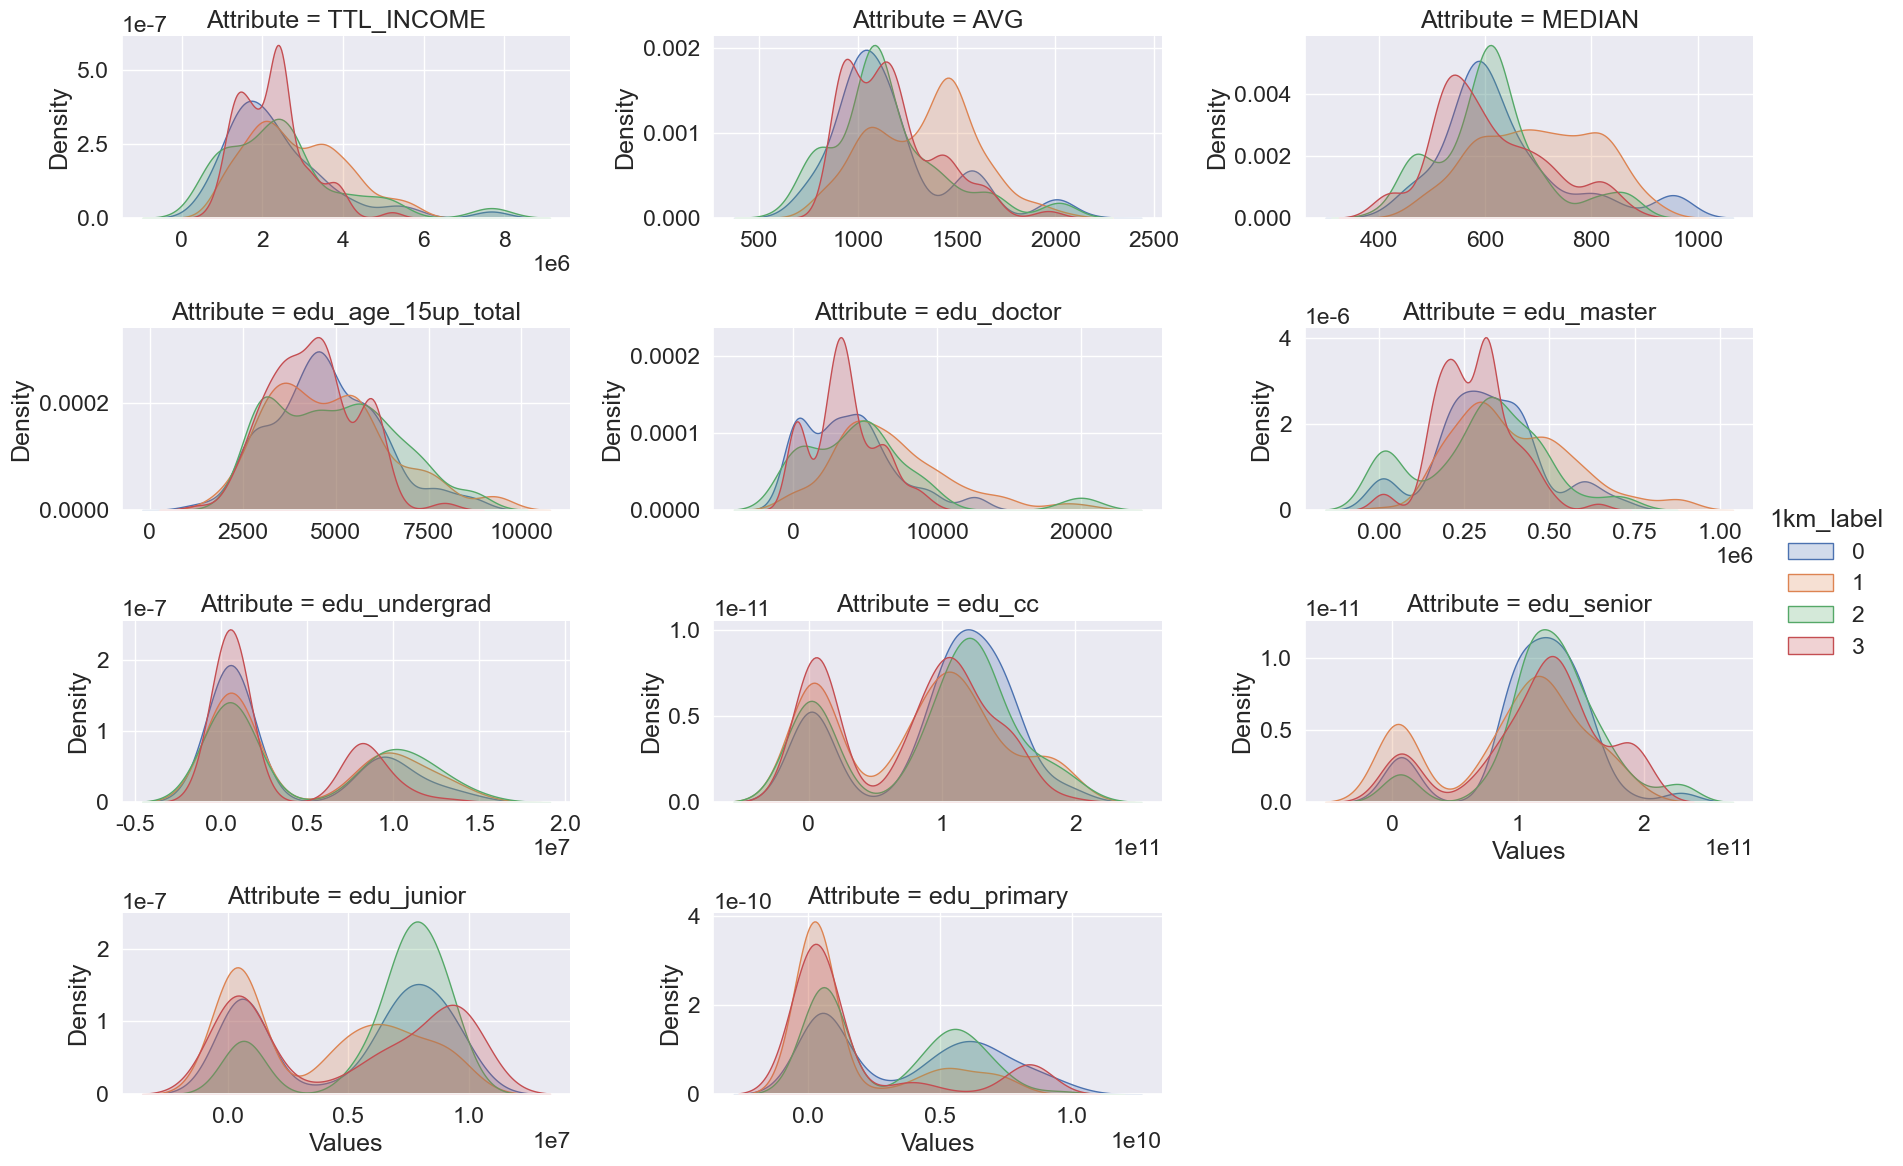 Attribute = TTL_INCOME
1e-7
Density
5.0
2.5
0.0
0 2 4 6 8
1e6
Attribute = AVG
Density
0.002
0.001
0.000
500 1000 1500 2000 2500
Attribute = MEDIAN
Density
0.004
0.002
0.000
400 600 800 1000
Attribute = edu_age_15up_total
Density
0.0002
0.0000
0 2500 5000 7500 10000
Attribute = edu_doctor
Density
0.0002
0.0001
0.0000
0 10000 20000
Attribute = edu_master
1e-6
Density
4
2
0
0.00 0.25 0.50 0.75 1.00
1e6
1km_label
0
1
2
3
Attribute = edu_undergrad
1e-7
Density
2
1
0
-0.5 0.0 0.5 1.0 1.5 2.0
1e7
Attribute = edu_cc
1e-11
Density
1.0
0.5
0.0
0 1 2
1e11
Attribute = edu_senior
1e-11
Density
1.0
0.5
0.0
0 1 2
1e11
Values
Attribute = edu_junior
1e-7
Density
2
1
0
0.0 0.5 1.0
1e7
Values
Attribute = edu_primary
1e-10
Density
4
2
0
0.0 0.5 1.0
1e10
Values